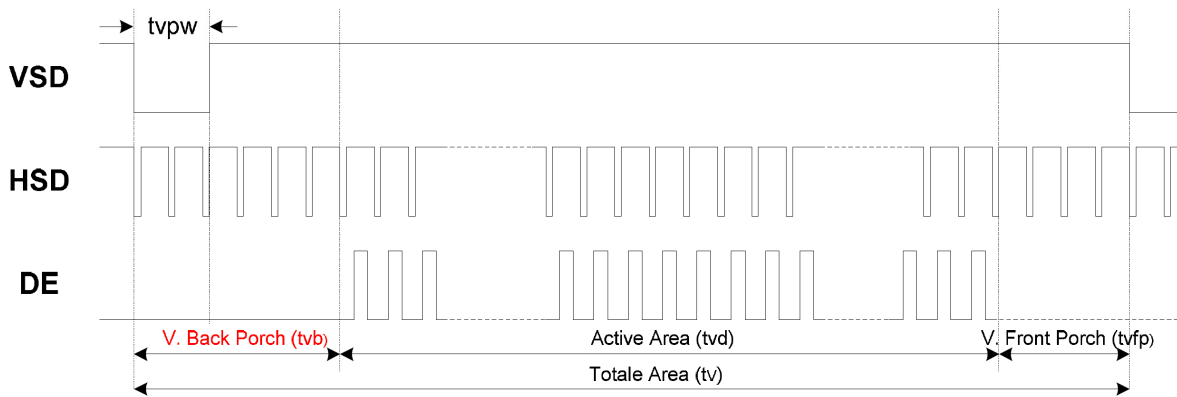 tvpw
VSD
HSD
DE
V. Back Porch (tvb)
Active Area (tvd)
V. Front Porch (tvfp)
Totale Area (tv)